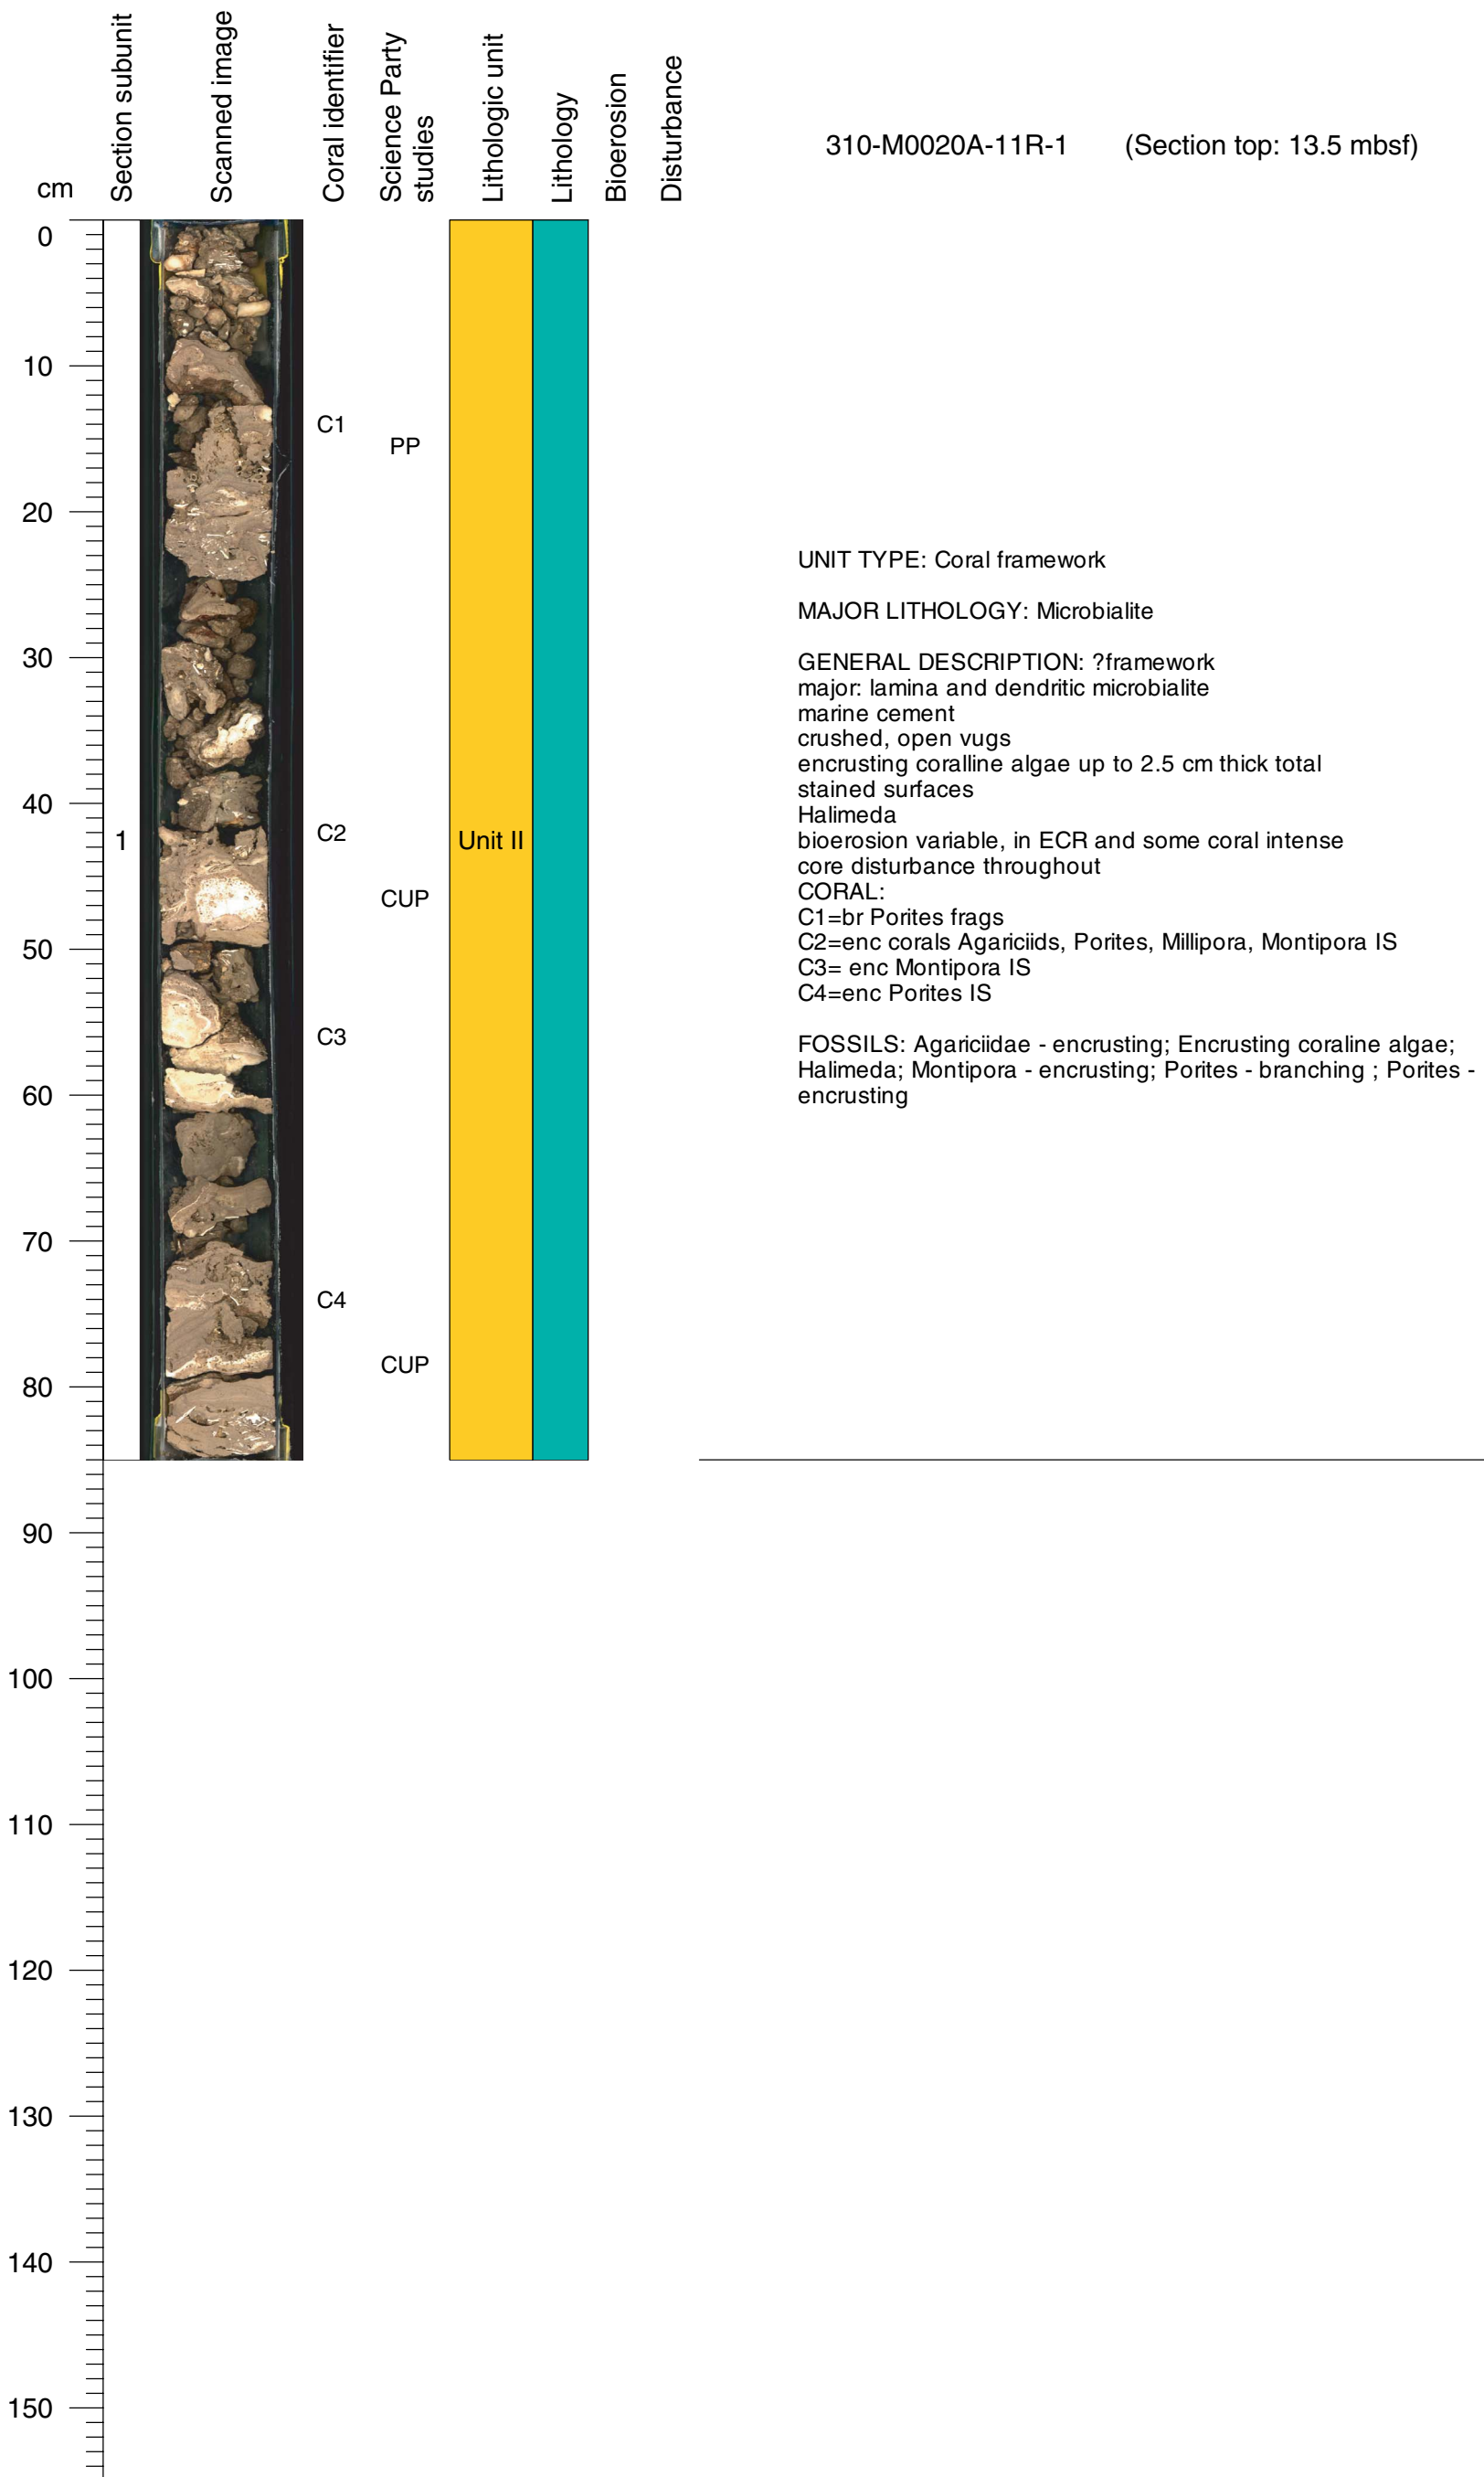 Section subunit
Scanned image
Coral identifier
Science Party
studies
Lithologic unit
Lithology
Bioerosion
Disturbance
310-M0020A-11R-1 (Section top: 13.5 mbsf)
cm
0
10
C1
PP
20
UNIT TYPE: Coral framework
MAJOR LITHOLOGY: Microbialite
30
GENERAL DESCRIPTION: ?framework
major: lamina and dendritic microbialite
marine cement
crushed, open vugs
encrusting coralline algae up to 2.5 cm thick total
stained surfaces
40
Halimeda
1
C2
Unit II
bioerosion variable, in ECR and some coral intense
core disturbance throughout
CORAL:
CUP
C1=br Porites frags
C2=enc corals Agariciids, Porites, Millipora, Montipora IS
50
C3= enc Montipora IS
C4=enc Porites IS
C3
FOSSILS: Agariciidae - encrusting; Encrusting coraline algae;
Halimeda; Montipora - encrusting; Porites - branching ; Porites -
encrusting
60
70
C4
CUP
80
90
100
110
120
130
140
150